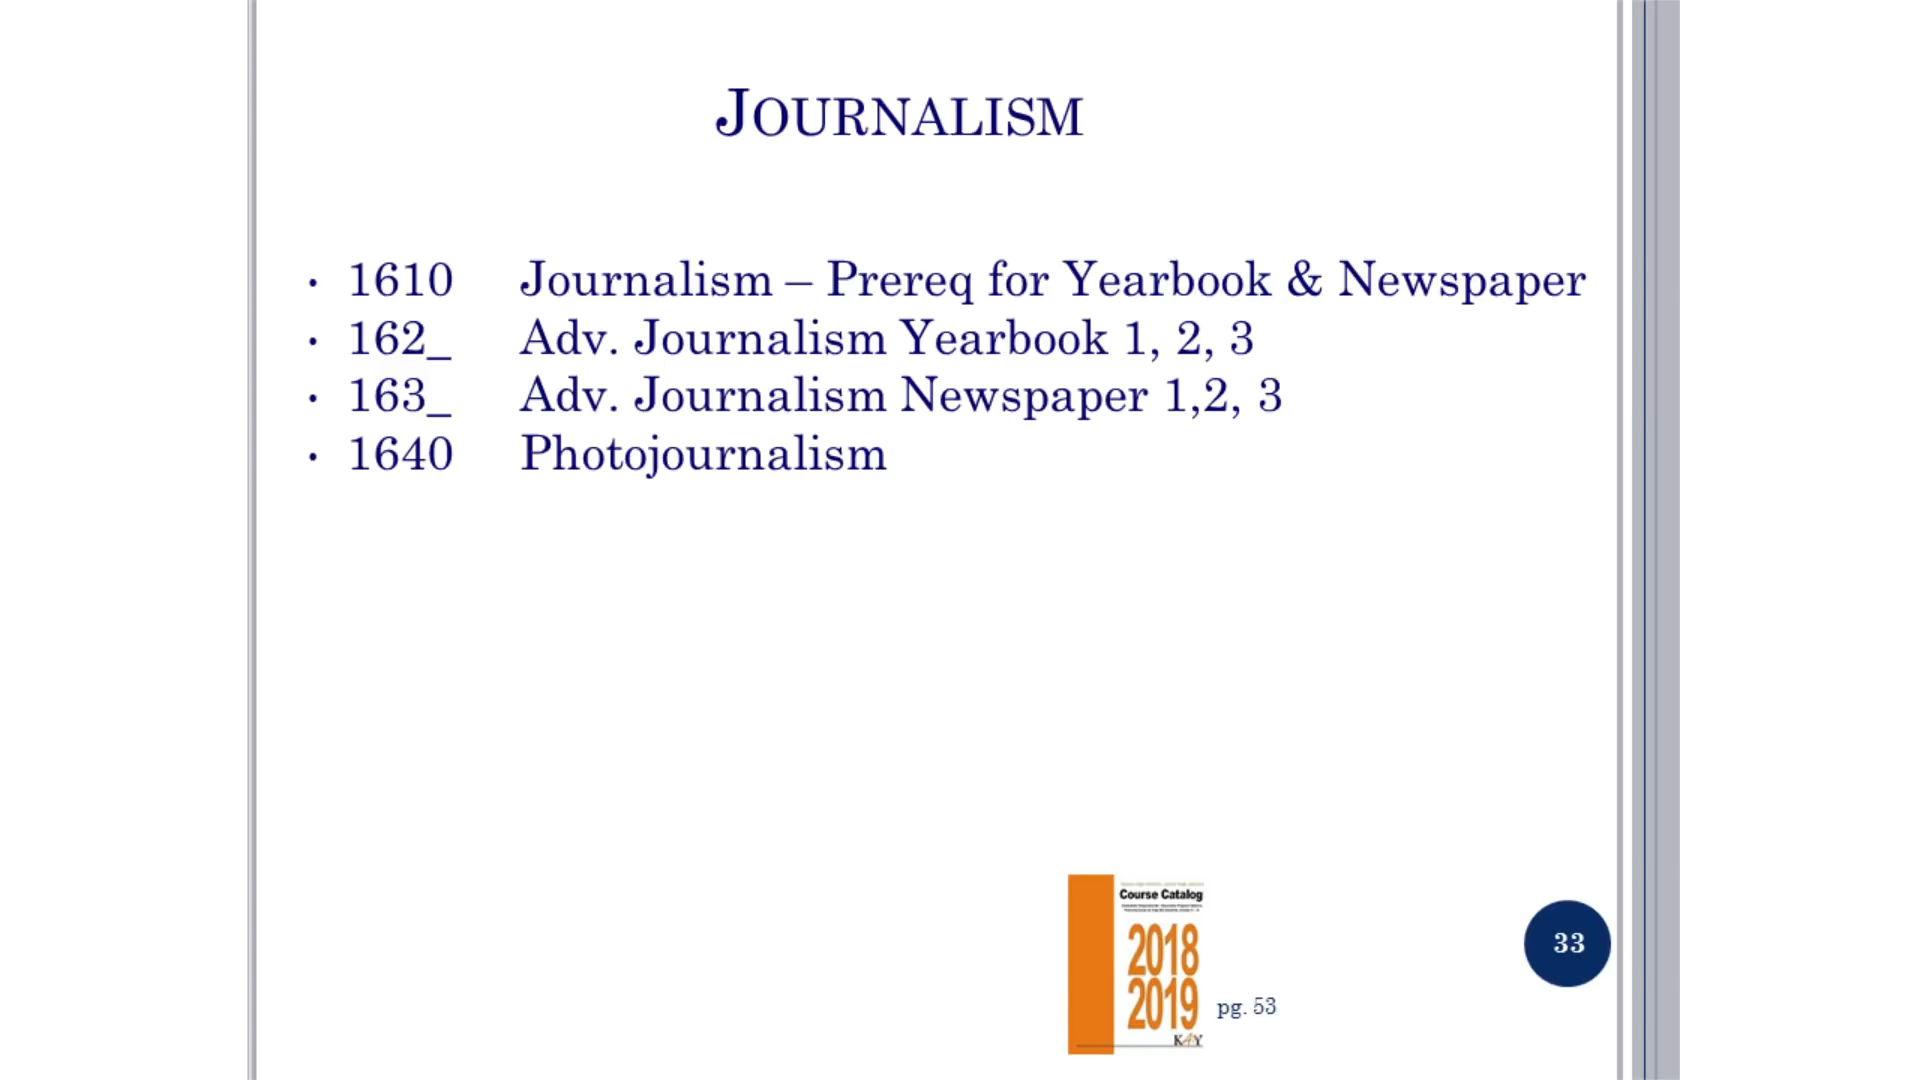 JOURNALISM
• 1610 Journalism – Prereq for Yearbook & Newspaper
• 162_ Adv. Journalism Yearbook 1, 2, 3
• 163_ Adv. Journalism Newspaper 1,2, 3
• 1640 Photojournalism
Course Catalog
2018
2019
KAY
pg. 53
33